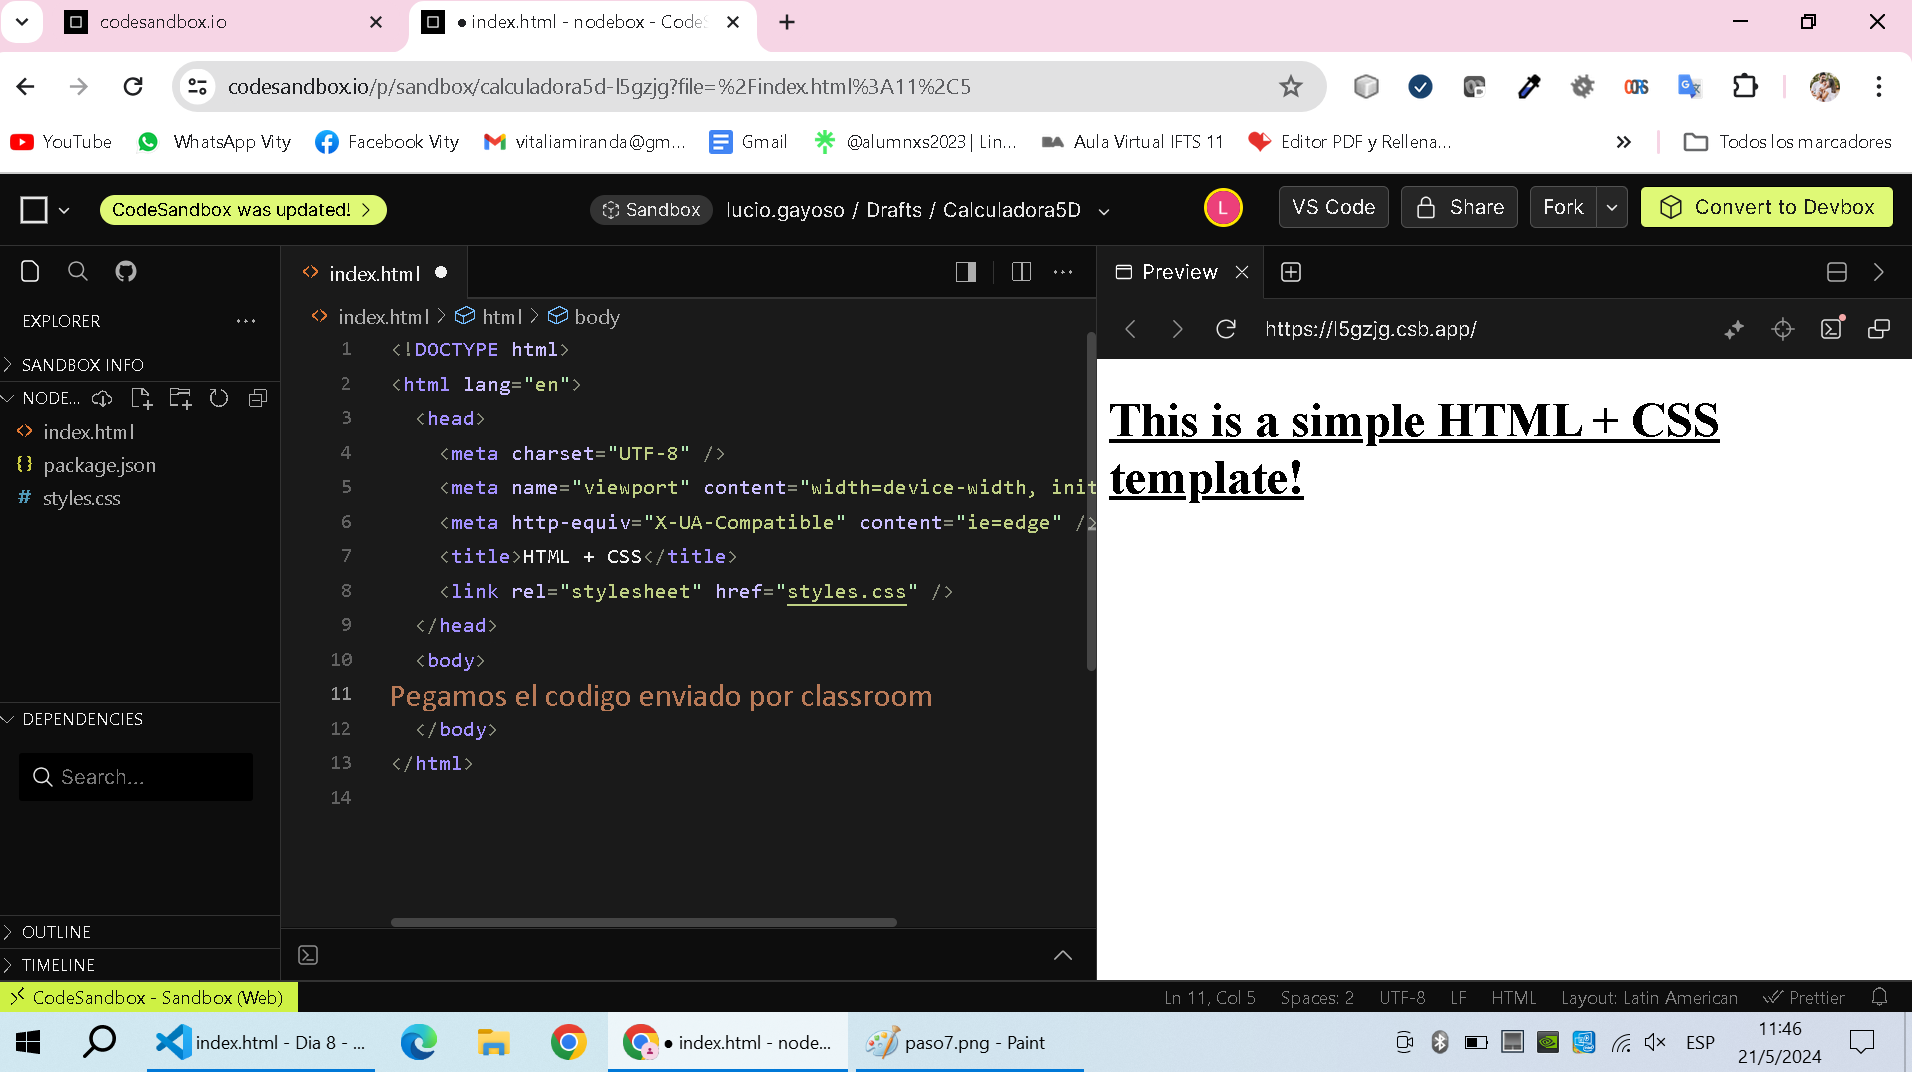 codesandbox.io
● index.html - nodebox - CodeS
codesandbox.io/p/sandbox/calculadora5d-l5gzjg?file=%2Findex.html%3A11%2C5
YouTube
WhatsApp Vity
Facebook Vity
vitaliamiranda@gm...
Gmail
@alumnxs2023 | Lin...
BA Aula Virtual IFTS 11
Editor PDF y Rellena...
»
Todos los marcadores
CodeSandbox was updated! >
Sandbox
lucio.gayoso / Drafts / Calculadora5D
L
VS Code
Share
Fork
Convert to Devbox
index.html ●
Preview
EXPLORER
index.html > html > body
https://l5gzjg.csb.app/
SANDBOX INFO
NODE...
index.html
package.json
styles.css
DEPENDENCIES
Search...
OUTLINE
TIMELINE
1 <!DOCTYPE html>
2 <html lang="en">
3 <head>
4 <meta charset="UTF-8" />
5 <meta name="viewport" content="width=device-width, init
6 <meta http-equiv="X-UA-Compatible" content="ie=edge" />
7 <title>HTML + CSS</title>
8 <link rel="stylesheet" href="styles.css" />
9 </head>
10 <body>
11 Pegamos el codigo enviado por classroom
12 </body>
13 </html>
14
This is a simple HTML + CSS
template!
CodeSandbox - Sandbox (Web)
Ln 11, Col 5
Spaces: 2
UTF-8
LF
HTML
Layout: Latin American
Prettier
index.html - Dia 8 - ...
● index.html - node...
paso7.png - Paint
ESP
11:46
21/5/2024